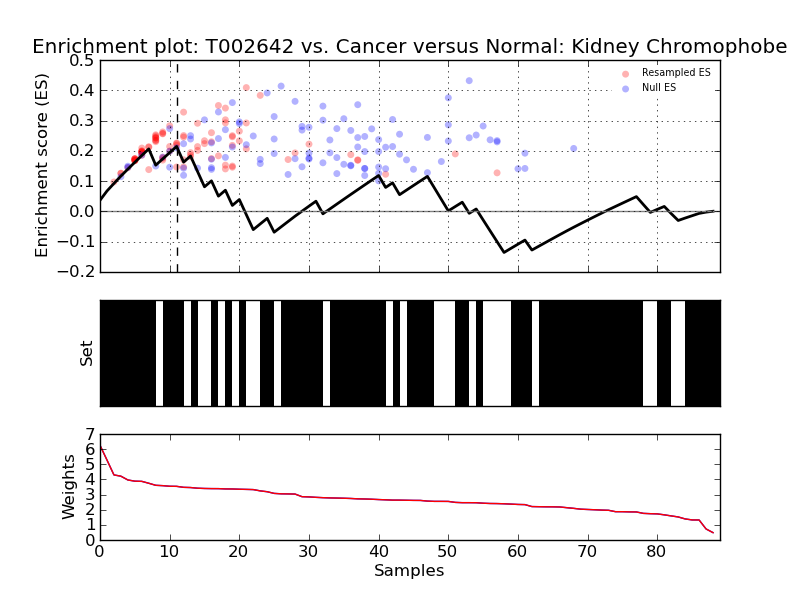 Enrichment plot: T002642 vs. Cancer versus Normal: Kidney Chromophobe
Enrichment score (ES)
0.5
0.4
0.3
0.2
0.1
0.0
−0.1
−0.2
Resampled ES
Null ES
Set
Weights
7
6
5
4
3
2
1
0
0 10 20 30 40 50 60 70 80
Samples